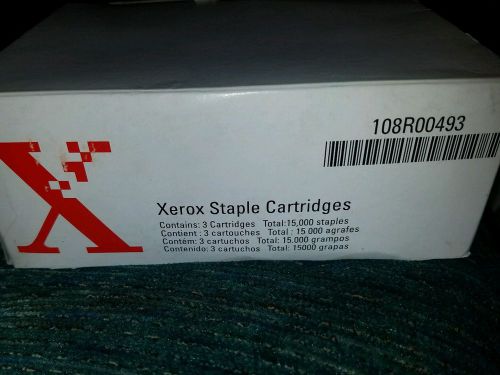 108R00493
X
Xerox Staple Cartridges
Contains: 3 Cartridges Total:15,000 staples
Contient : 3 cartouches Total : 15 000 agrafes
Contém: 3 cartuchos Total: 15.000 grampos
Contenido: 3 cartuchos Total: 15000 grapas